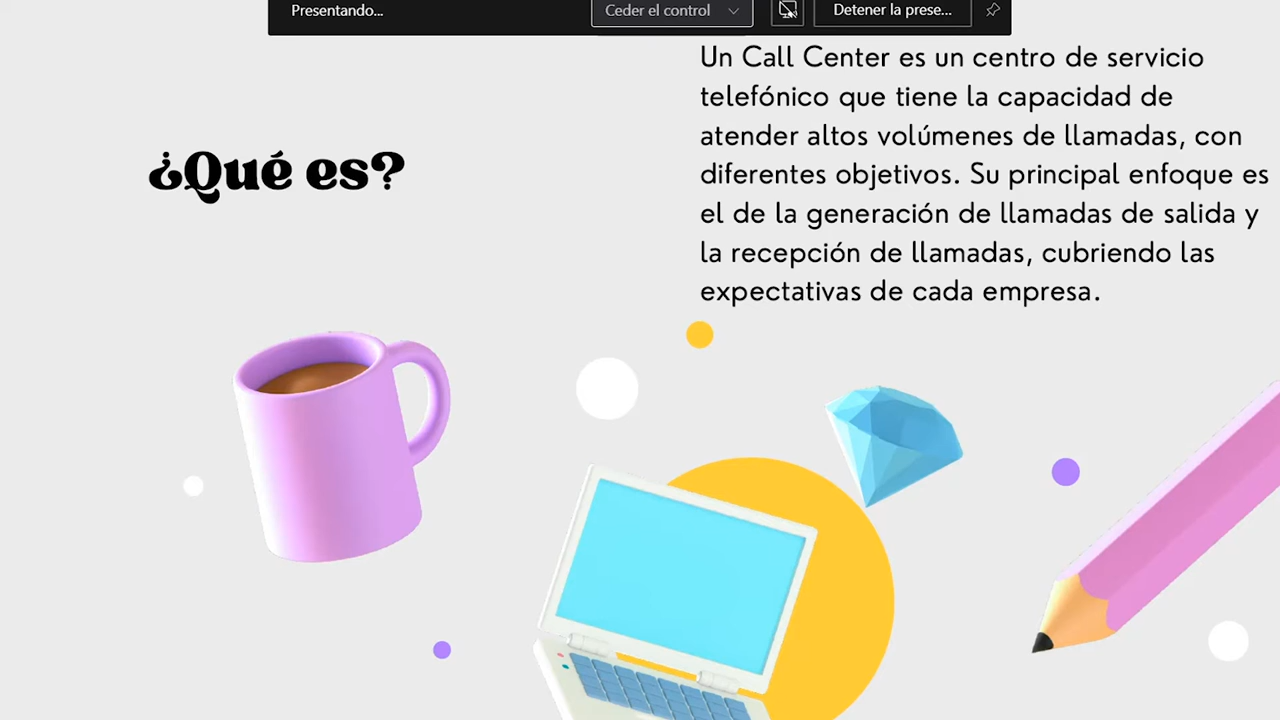 Presentando...
Ceder el control
Detener la prese...
¿Qué es?
Un Call Center es un centro de servicio
telefónico que tiene la capacidad de
atender altos volúmenes de llamadas, con
diferentes objetivos. Su principal enfoque es
el de la generación de llamadas de salida y
la recepción de llamadas, cubriendo las
expectativas de cada empresa.